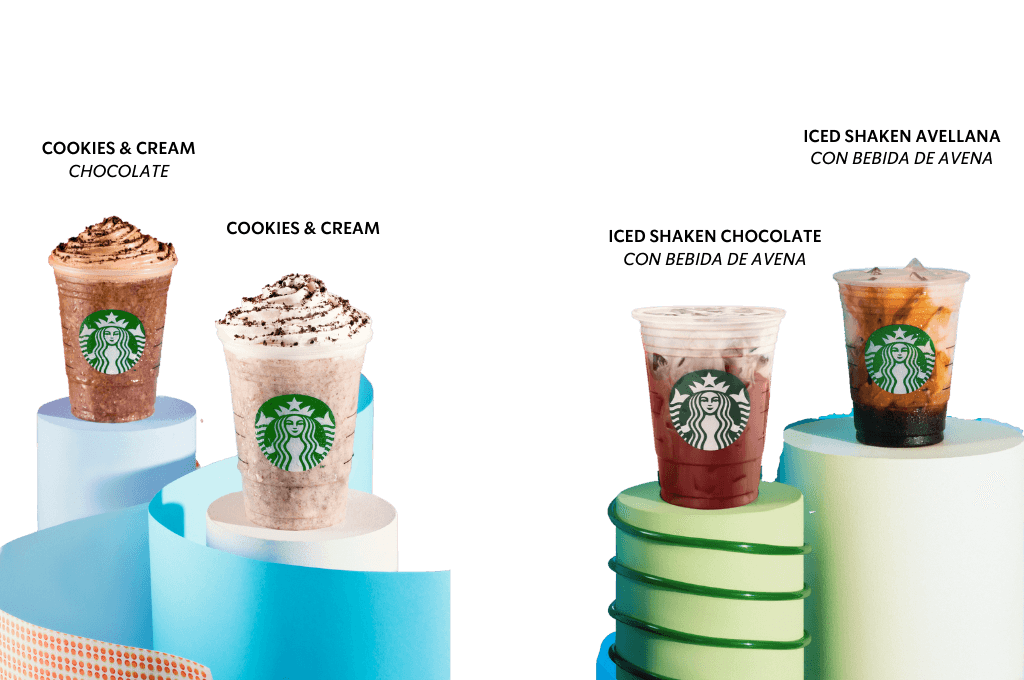 COOKIES & CREAM
CHOCOLATE
COOKIES & CREAM
ICED SHAKEN CHOCOLATE
CON BEBIDA DE AVENA
ICED SHAKEN AVELLANA
CON BEBIDA DE AVENA